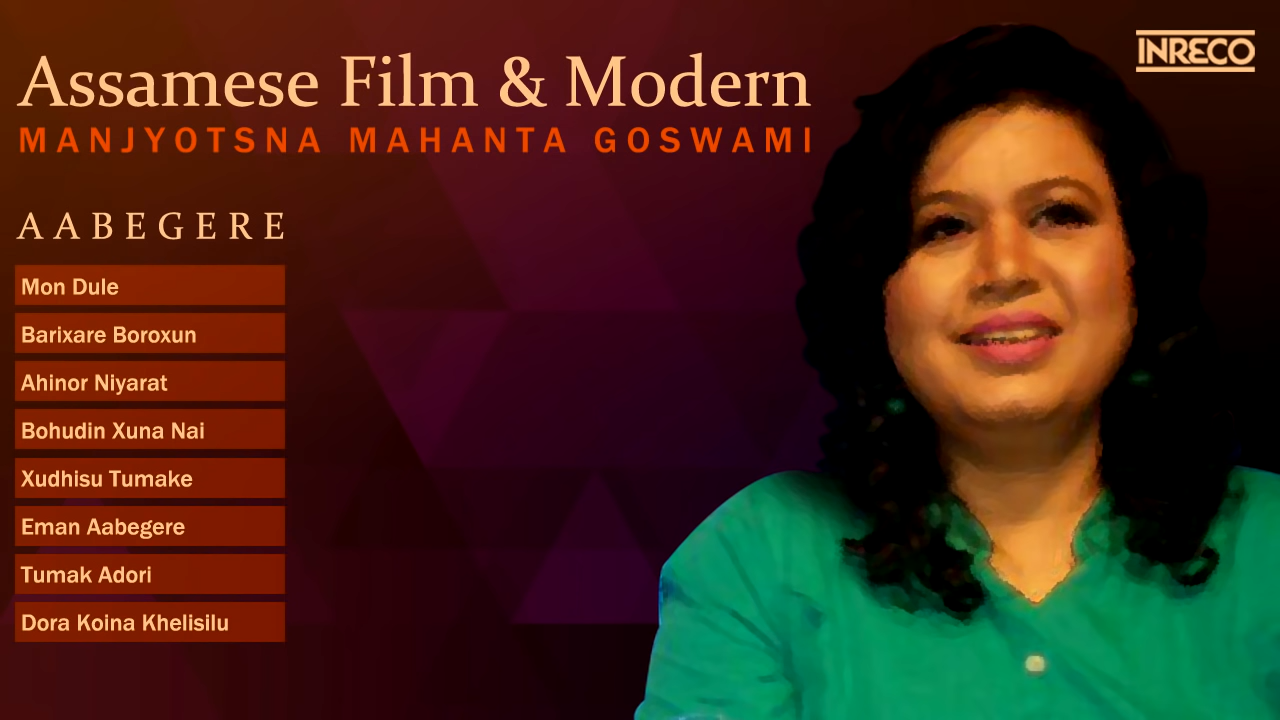 INRECO
Assamese Film & Modern
MANJYOTSNA MAHANTA GOSWAMI
AABEGERE
Mon Dule
Barixare Boroxun
Ahinor Niyarat
Bohudin Xuna Nai
Xudhisu Tumake
Eman Aabegere
Tumak Adori
Dora Koina Khelisilu